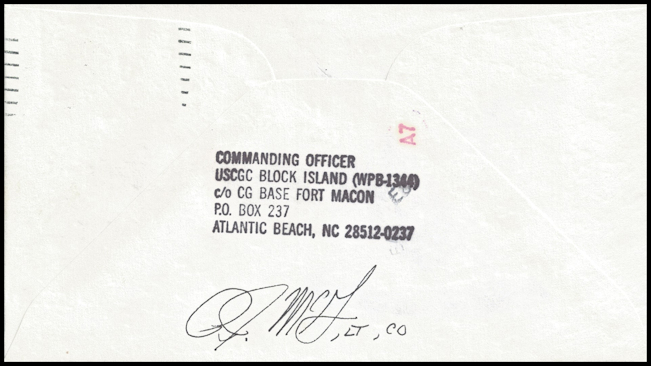 A7
COMMANDING OFFICER
USCGC BLOCK ISLAND (WPB-1344)
c/o CG BASE FORT MACON
P.O. BOX 237
ATLANTIC BEACH, NC 28512-0237
, LT, CO